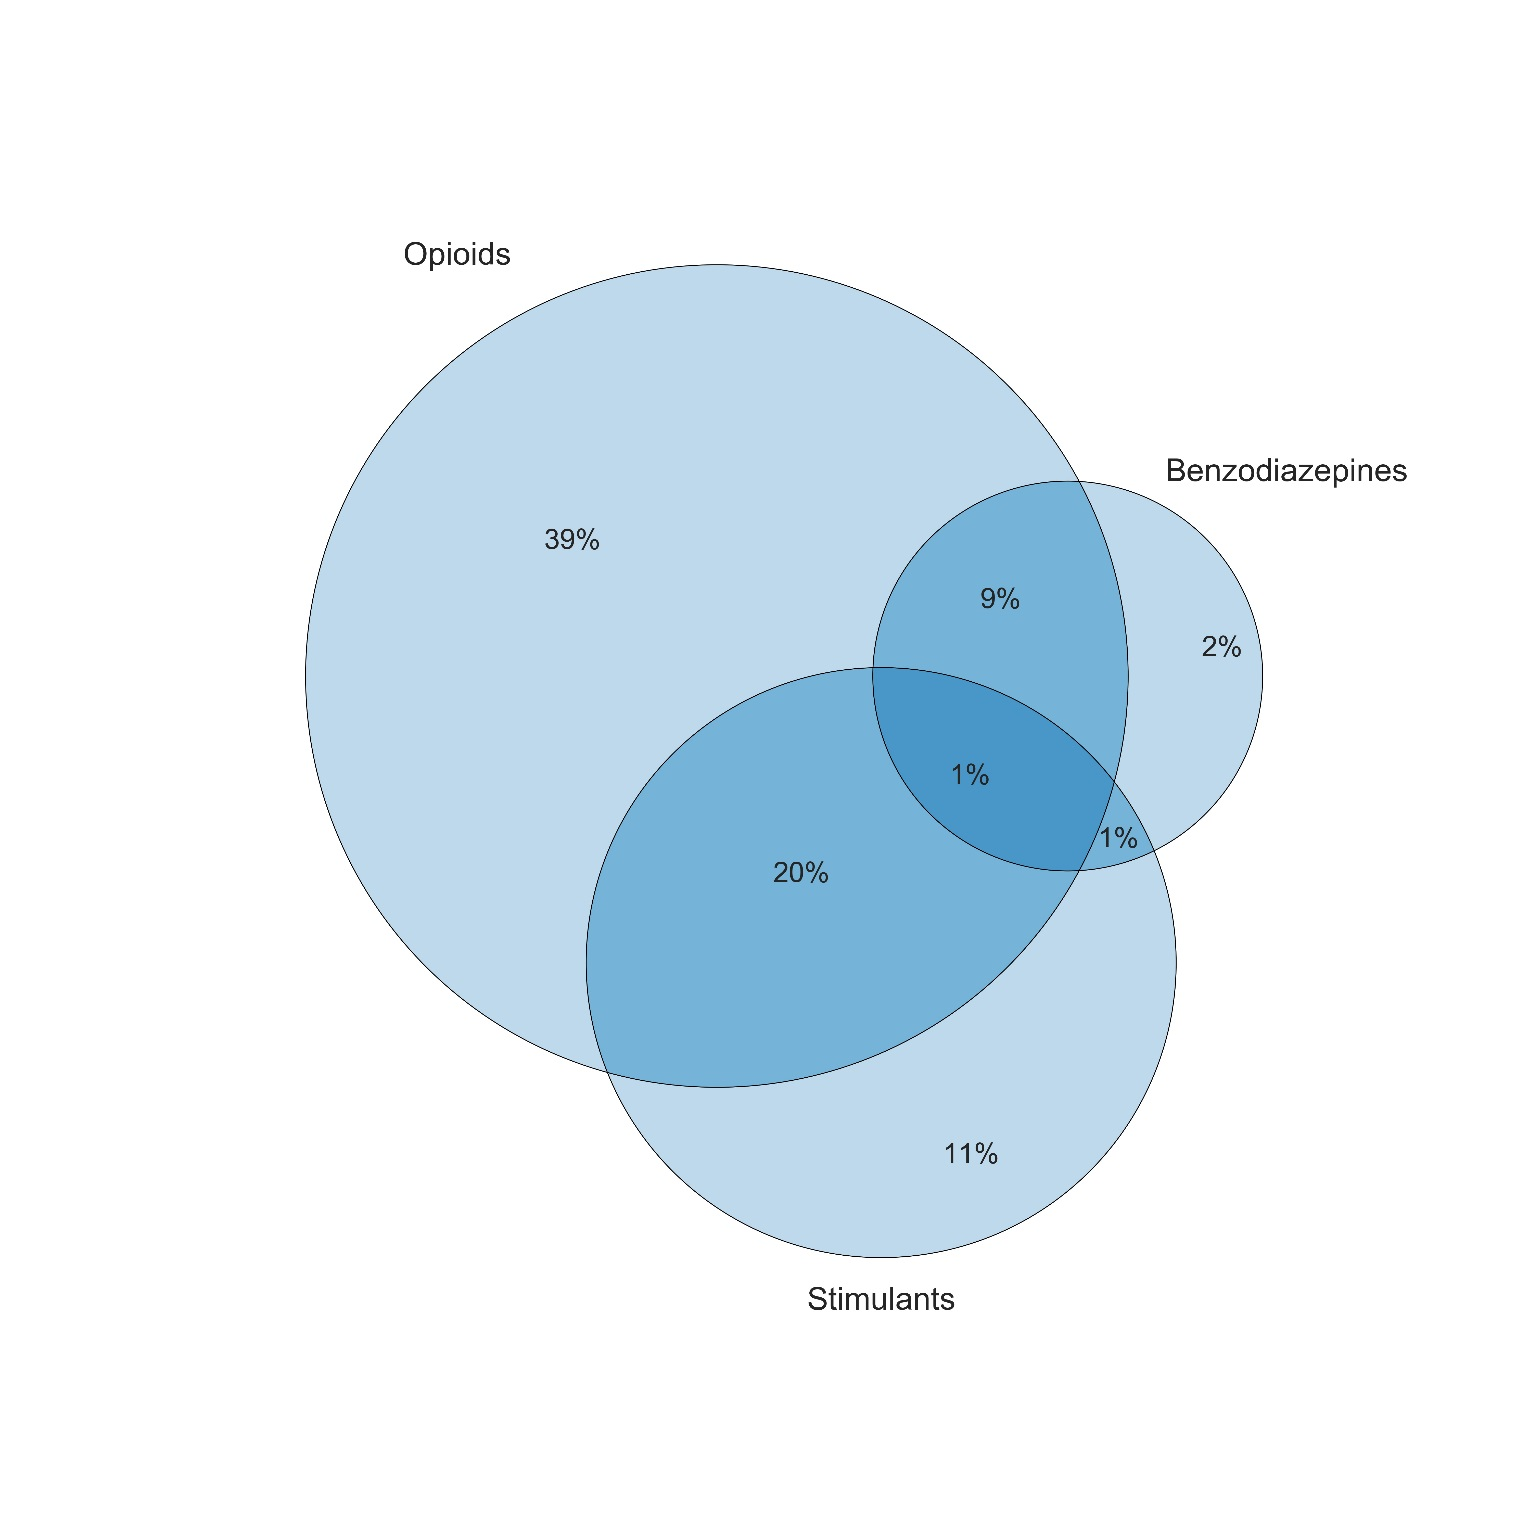 Opioids
Benzodiazepines
39%
9%
2%
1%
1%
20%
11%
Stimulants